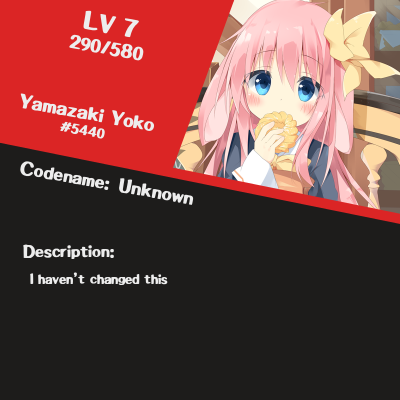 LV 7
290/580
Yamazaki Yoko
#5440
Codename: Unknown
Description:
I haven't changed this